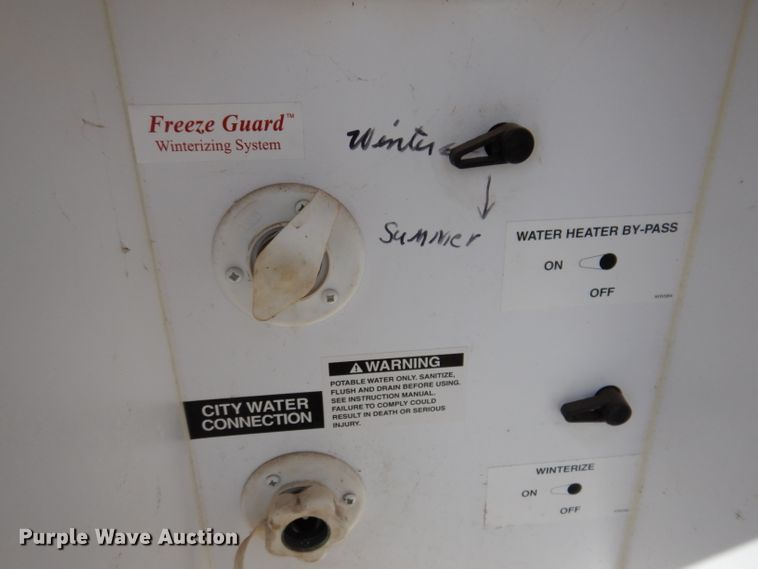 Freeze Guard™
Winterizing System
Winter
Summer
WATER HEATER BY-PASS
ON
OFF
WARNING
POTABLE WATER ONLY. SANITIZE,
FLUSH AND DRAIN BEFORE USING.
SEE INSTRUCTION MANUAL.
FAILURE TO COMPLY COULD
RESULT IN DEATH OR SERIOUS
INJURY.
CITY WATER
CONNECTION
WINTERIZE
ON
OFF
Purple Wave Auction